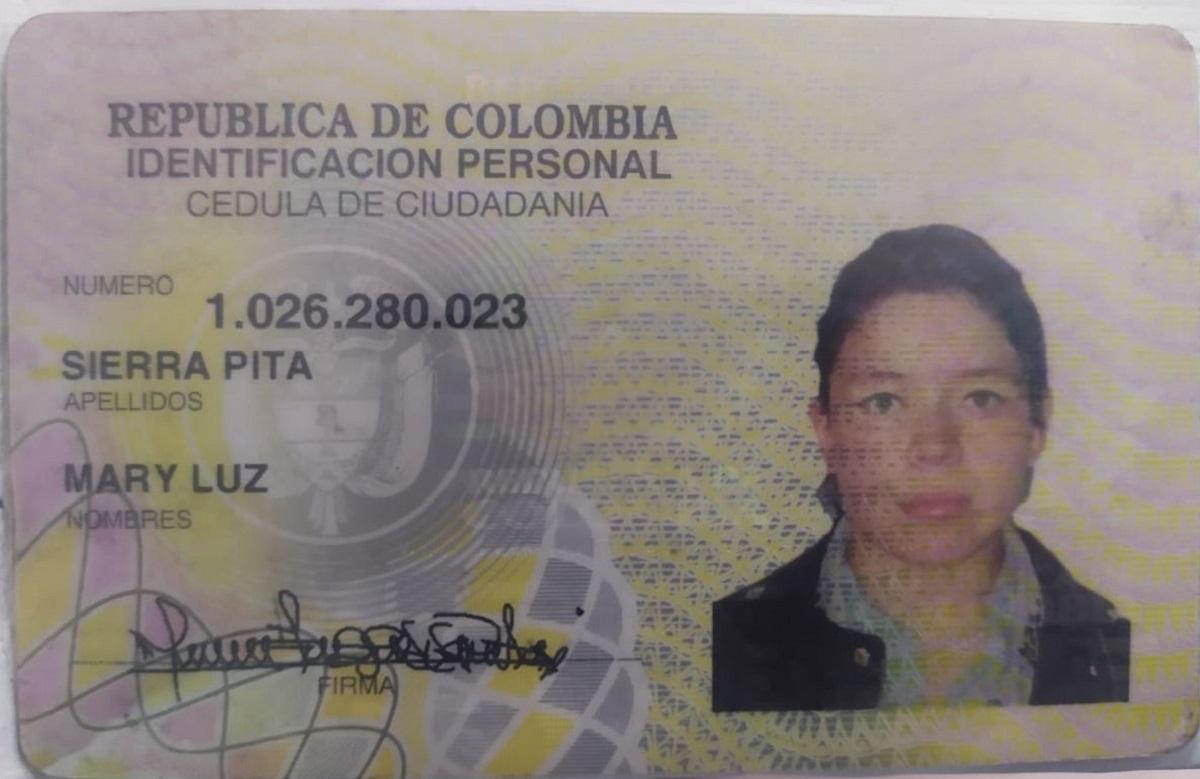 REPUBLICA DE COLOMBIA
IDENTIFICACION PERSONAL
CEDULA DE CIUDADANIA
NUMERO
1.026.280.023
SIERRA PITA
APELLIDOS
MARY LUZ
NOMBRES
FIRMA